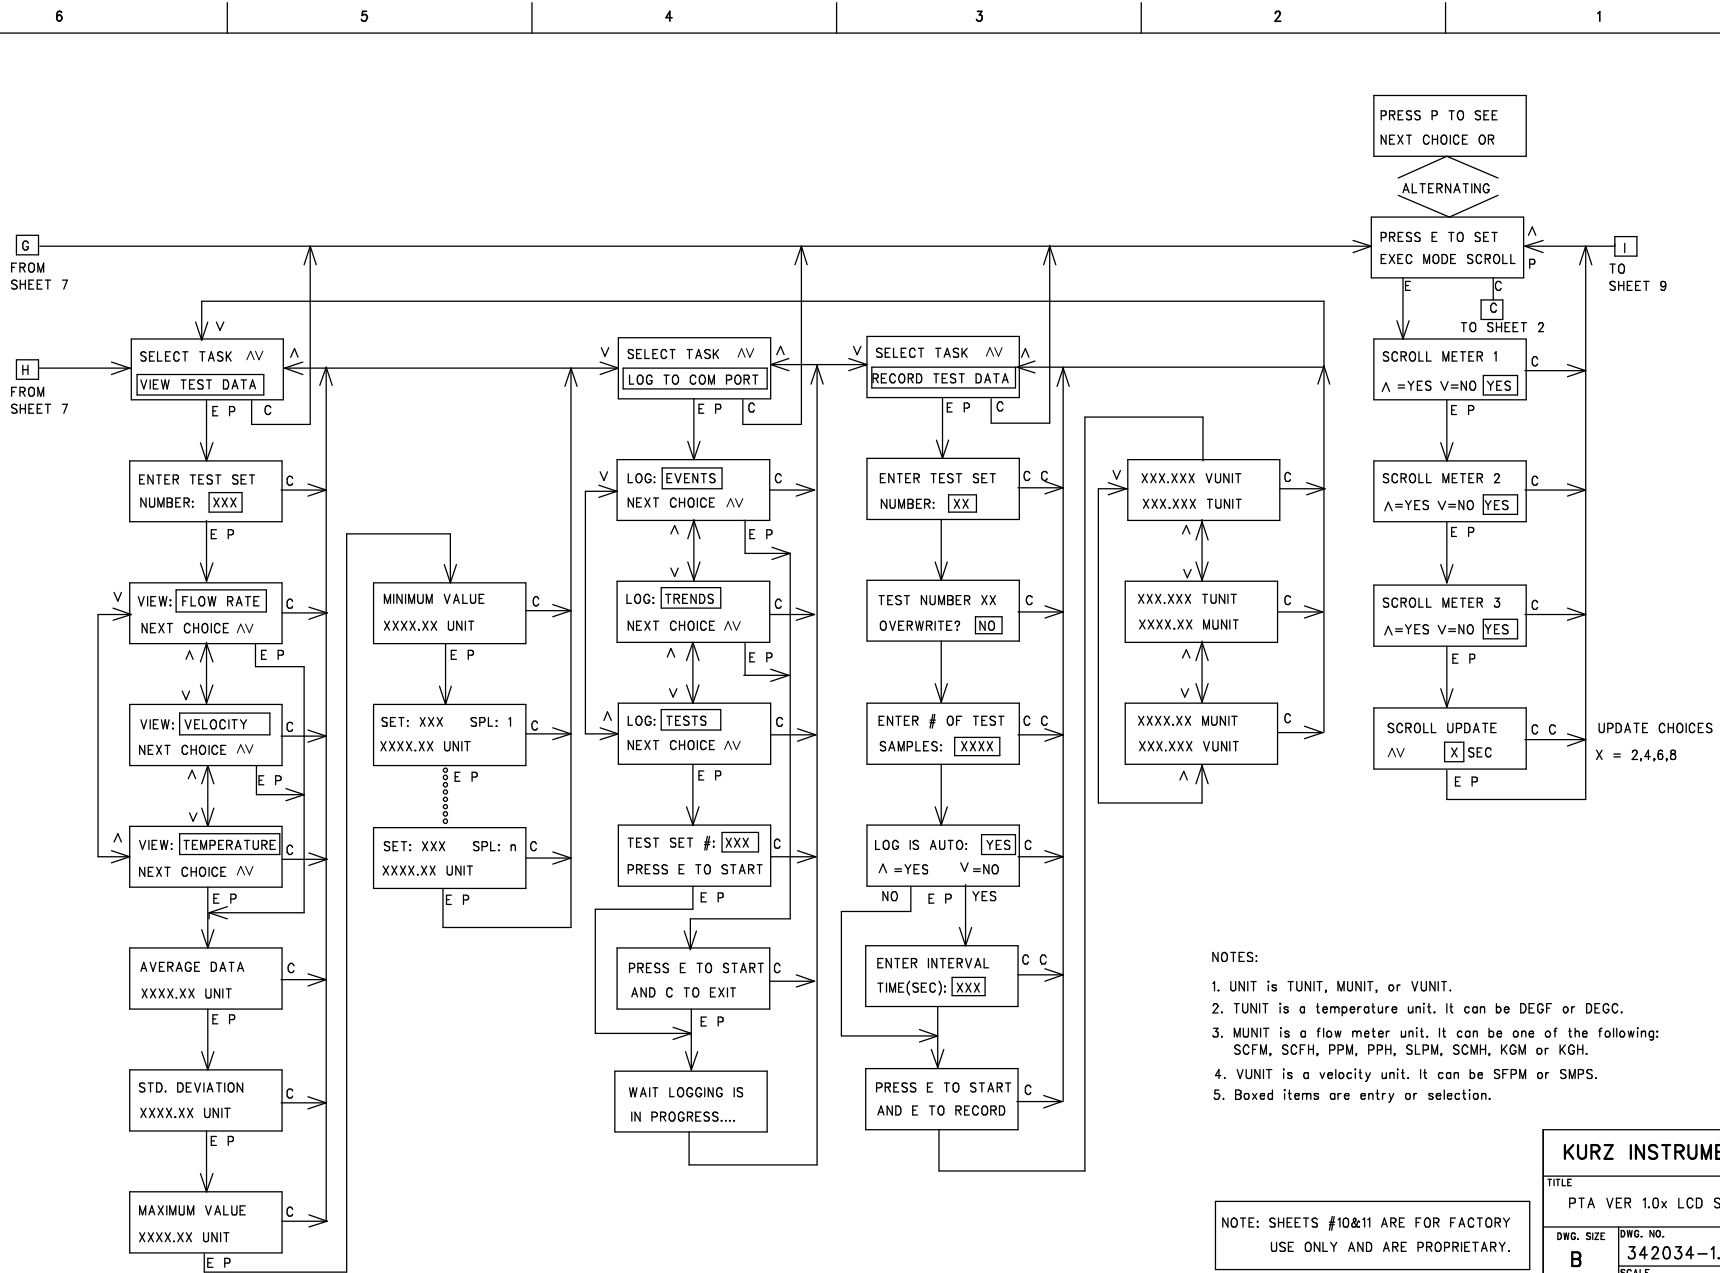 6 5 4 3 2 1
PRESS P TO SEE
NEXT CHOICE OR
ALTERNATING
PRESS E TO SET
EXEC MODE SCROLL
Λ
P
E
C
C
TO SHEET 2
I
TO
SHEET 9
G
FROM
SHEET 7
H
FROM
SHEET 7
V
SELECT TASK ΛV
VIEW TEST DATA
Λ
E P C
ENTER TEST SET
NUMBER: XXX
C
E P
V
VIEW: FLOW RATE
NEXT CHOICE ΛV
C
Λ
E P
V
VIEW: VELOCITY
NEXT CHOICE ΛV
C
Λ
E P
V
Λ
VIEW: TEMPERATURE
NEXT CHOICE ΛV
C
E P
AVERAGE DATA
XXXX.XX UNIT
C
E P
STD. DEVIATION
XXXX.XX UNIT
C
E P
MAXIMUM VALUE
XXXX.XX UNIT
C
E P
MINIMUM VALUE
XXXX.XX UNIT
C
E P
SET: XXX SPL: 1
XXXX.XX UNIT
C
E P
SET: XXX SPL: n
XXXX.XX UNIT
C
E P
V
SELECT TASK ΛV
LOG TO COM PORT
Λ
E P C
V
LOG: EVENTS
NEXT CHOICE ΛV
C
Λ
E P
V
LOG: TRENDS
NEXT CHOICE ΛV
C
Λ
E P
V
Λ
LOG: TESTS
NEXT CHOICE ΛV
C
E P
TEST SET #: XXX
PRESS E TO START
C
E P
PRESS E TO START
AND C TO EXIT
C
E P
WAIT LOGGING IS
IN PROGRESS....
V
SELECT TASK ΛV
RECORD TEST DATA
Λ
E P C
ENTER TEST SET
NUMBER: XX
C C
TEST NUMBER XX
OVERWRITE? NO
C
ENTER # OF TEST
SAMPLES: XXXX
C C
LOG IS AUTO: YES
Λ =YES V =NO
C
NO E P YES
ENTER INTERVAL
TIME(SEC): XXX
C C
PRESS E TO START
AND E TO RECORD
C
V
XXX.XXX VUNIT
XXX.XXX TUNIT
C
Λ
V
XXX.XXX TUNIT
XXXX.XX MUNIT
C
Λ
V
XXXX.XX MUNIT
XXX.XXX VUNIT
C
Λ
SCROLL METER 1
Λ =YES V=NO YES
C
E P
SCROLL METER 2
Λ=YES V=NO YES
C
E P
SCROLL METER 3
Λ=YES V=NO YES
C
E P
SCROLL UPDATE
ΛV X SEC
C C
E P
UPDATE CHOICES
X = 2,4,6,8
NOTES:
1. UNIT is TUNIT, MUNIT, or VUNIT.
2. TUNIT is a temperature unit. It can be DEGF or DEGC.
3. MUNIT is a flow meter unit. It can be one of the following:
SCFM, SCFH, PPM, PPH, SLPM, SCMH, KGM or KGH.
4. VUNIT is a velocity unit. It can be SFPM or SMPS.
5. Boxed items are entry or selection.
NOTE: SHEETS #10&11 ARE FOR FACTORY
USE ONLY AND ARE PROPRIETARY.
KURZ INSTRUME
TITLE
PTA VER 1.0x LCD S
DWG. SIZE
B
DWG. NO.
342034-1.
SCALE